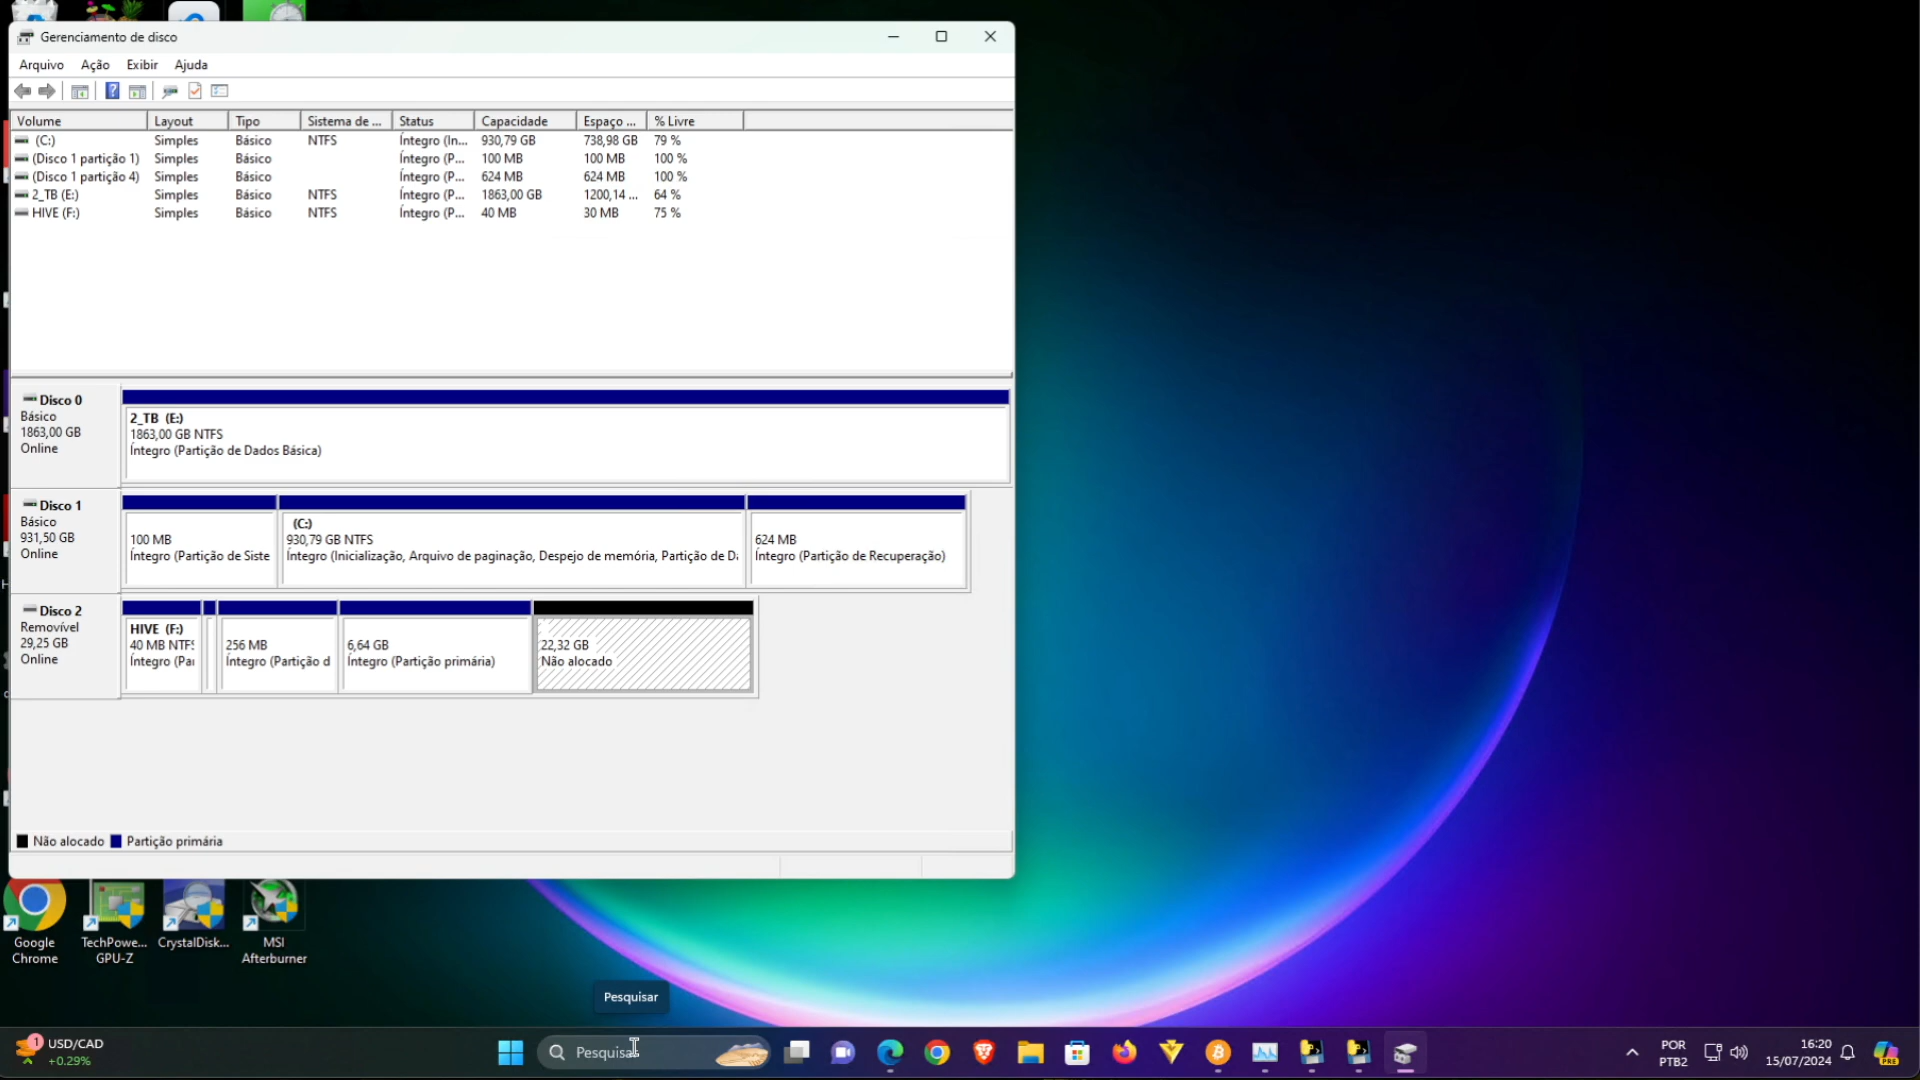 Gerenciamento de disco
Arquivo Ação Exibir Ajuda
Volume Layout Tipo Sistema de ... Status Capacidade Espaço ... % Livre
(C:) Simples Básico NTFS Íntegro (In... 930,79 GB 738,98 GB 79 %
(Disco 1 partição 1) Simples Básico Íntegro (P... 100 MB 100 MB 100 %
(Disco 1 partição 4) Simples Básico Íntegro (P... 624 MB 624 MB 100 %
2_TB (E:) Simples Básico NTFS Íntegro (P... 1863,00 GB 1200,14 ... 64 %
HIVE (F:) Simples Básico NTFS Íntegro (P... 40 MB 30 MB 75 %
Disco 0
Básico
1863,00 GB
Online
2_TB (E:)
1863,00 GB NTFS
Íntegro (Partição de Dados Básica)
Disco 1
Básico
931,50 GB
Online
100 MB
Íntegro (Partição de Siste
(C:)
930,79 GB NTFS
Íntegro (Inicialização, Arquivo de paginação, Despejo de memória, Partição de Da
624 MB
Íntegro (Partição de Recuperação)
Disco 2
Removível
29,25 GB
Online
HIVE (F:)
40 MB NTFS
Íntegro (Par
256 MB
Íntegro (Partição d
6,64 GB
Íntegro (Partição primária)
22,32 GB
Não alocado
Não alocado Partição primária
Google Chrome
TechPowe... GPU-Z
CrystalDisk...
MSI Afterburner
Pesquisar
1
USD/CAD
+0.29%
Pesquisar
POR
PTB2
16:20
15/07/2024
PRE